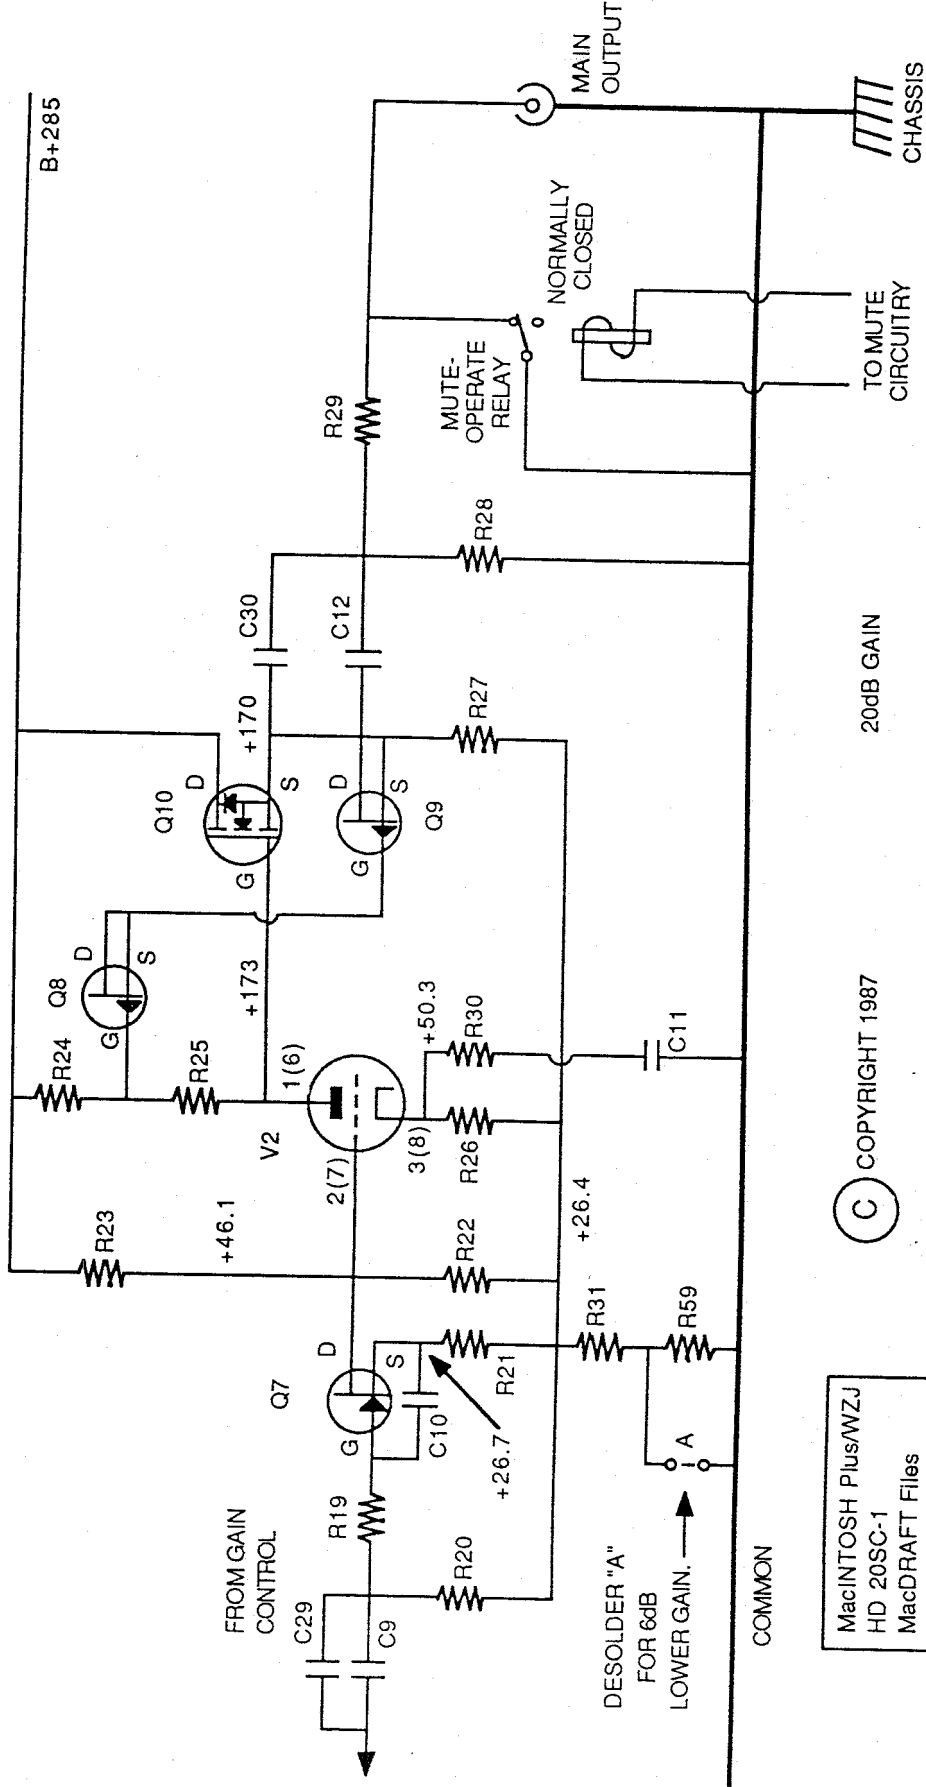 B+285
MAIN
OUTPUT
CHASSIS
NORMALLY
CLOSED
MUTE-
OPERATE
RELAY
TO MUTE
CIRCUITRY
R29
R28
C30
C12
+170
R27
20dB GAIN
Q10
D
S
G
D
S
G
Q9
Q8
D
S
G
+173
R24
R25
1(6)
V2
2(7)
3(8)
+50.3
R30
R26
C11
R23
+46.1
R22
+26.4
C COPYRIGHT 1987
Q7
D
S
G
C10
R21
+26.7
R31
R59
A
R19
R20
FROM GAIN
CONTROL
C29
C9
DESOLDER "A"
FOR 6dB
LOWER GAIN.
COMMON
MacINTOSH Plus/WZJ
HD 20SC-1
MacDRAFT Files